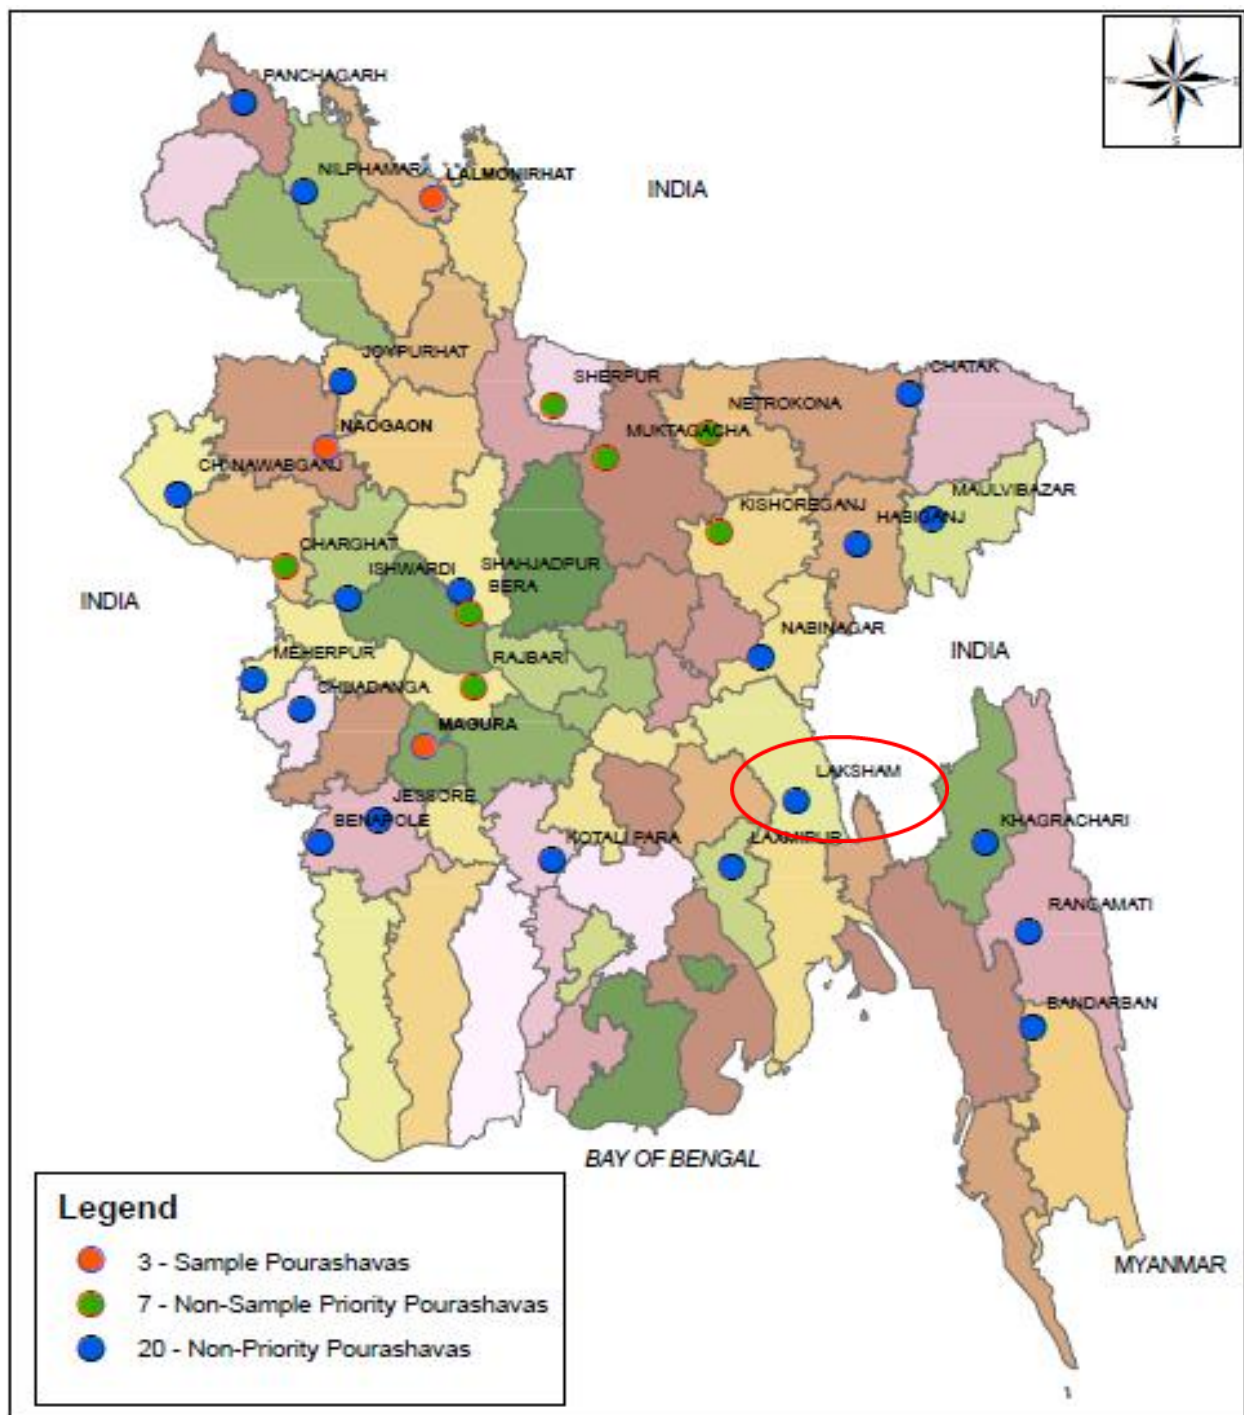 N
W
E
S
PANCHAGARH
NILPHAMARI
LALMONIRHAT
INDIA
JOYPURHAT
SHERPUR
CHATAK
NETROKONA
NAOGAON
MUKTAGACHA
CH.NAWABGANJ
MAULVIBAZAR
KISHOREGANJ
HABIGANJ
CHARGHAT
ISHWARDI
SHAHJADPUR
BERA
INDIA
NABINAGAR
INDIA
MEHERPUR
RAJBARI
CHUADANGA
MAGURA
LAKSHAM
JESSORE
BENAPOLE
KOTALI PARA
LAXMIPUR
KHAGRACHARI
RANGAMATI
BANDARBAN
BAY OF BENGAL
MYANMAR
Legend
3 - Sample Pourashavas
7 - Non-Sample Priority Pourashavas
20 - Non-Priority Pourashavas